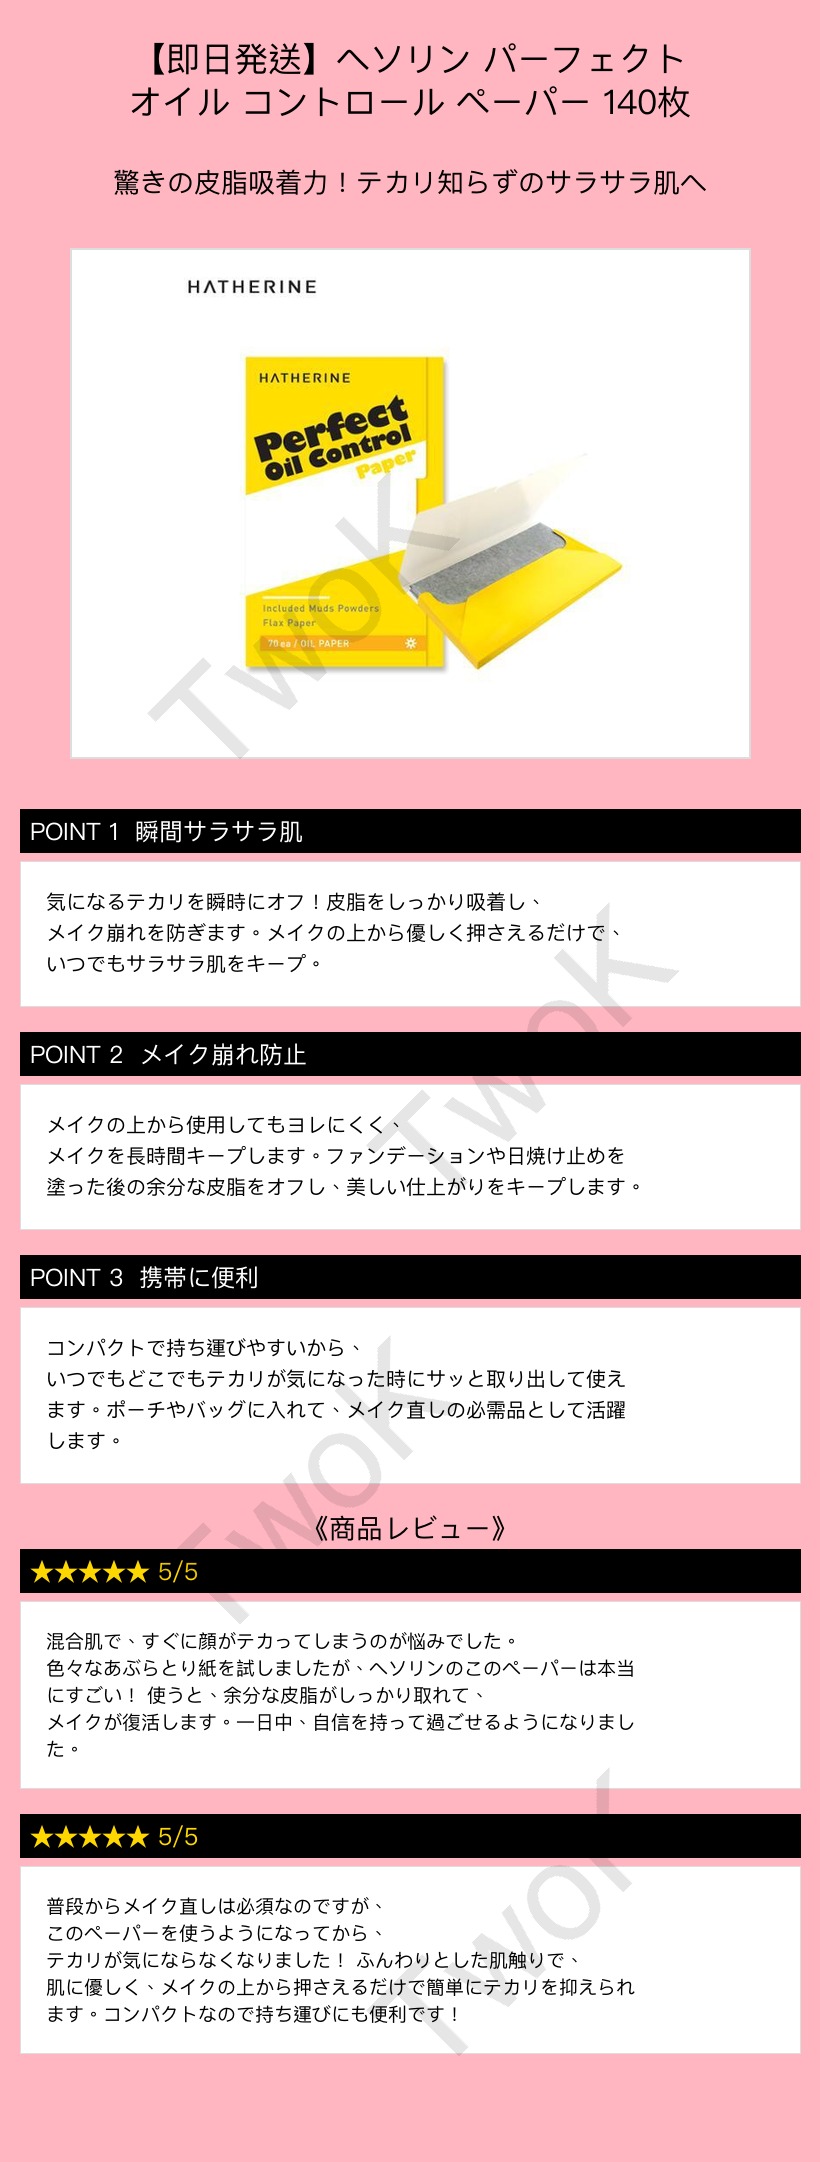 【即日発送】ヘソリン パーフェクト
オイル コントロール ペーパー 140枚
驚きの皮脂吸着力！テカリ知らずのサラサラ肌へ
HATHERINE
HATHERINE
Perfect
Oil Control
Paper
Included Muds Powders
Flax Paper
70 ea / OIL PAPER
TwoK
POINT 1 瞬間サラサラ肌
気になるテカリを瞬時にオフ！皮脂をしっかり吸着し、
メイク崩れを防ぎます。メイクの上から優しく押さえるだけで、
いつでもサラサラ肌をキープ。
TwoK
POINT 2 メイク崩れ防止
メイクの上から使用してもヨレにくく、
メイクを長時間キープします。ファンデーションや日焼け止めを
塗った後の余分な皮脂をオフし、美しい仕上がりをキープします。
POINT 3 携帯に便利
コンパクトで持ち運びやすいから、
いつでもどこでもテカリが気になった時にサッと取り出して使え
ます。ポーチやバッグに入れて、メイク直しの必需品として活躍
します。
TwoK
《商品レビュー》
★★★★★ 5/5
混合肌で、すぐに顔がテカってしまうのが悩みでした。
色々なあぶらとり紙を試しましたが、ヘソリンのこのペーパーは本当
にすごい！ 使うと、余分な皮脂がしっかり取れて、
メイクが復活します。一日中、自信を持って過ごせるようになりまし
た。
★★★★★ 5/5
普段からメイク直しは必須なのですが、
このペーパーを使うようになってから、
テカリが気にならなくなりました！ ふんわりとした肌触りで、
肌に優しく、メイクの上から押さえるだけで簡単にテカリを抑えられ
ます。コンパクトなので持ち運びにも便利です！
TwoK